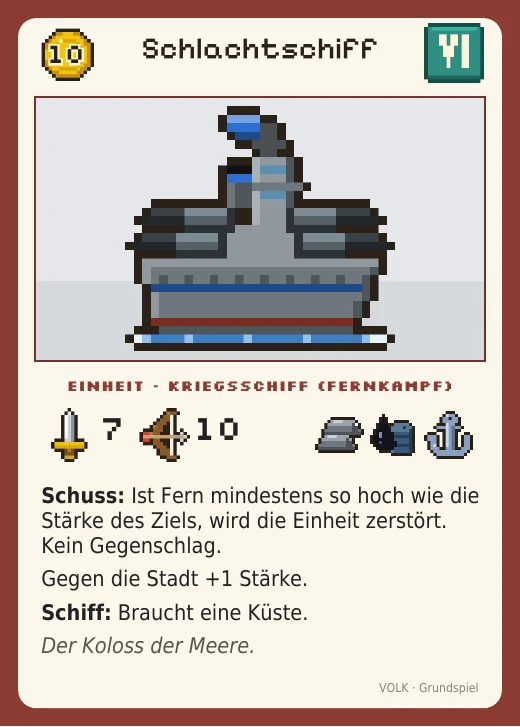 10 Schlachtschiff VI
EINHEIT · KRIEGSSCHIFF (FERNKAMPF)
7 10
Schuss: Ist Fern mindestens so hoch wie die
Stärke des Ziels, wird die Einheit zerstört.
Kein Gegenschlag.
Gegen die Stadt +1 Stärke.
Schiff: Braucht eine Küste.
Der Koloss der Meere.
VOLK · Grundspiel